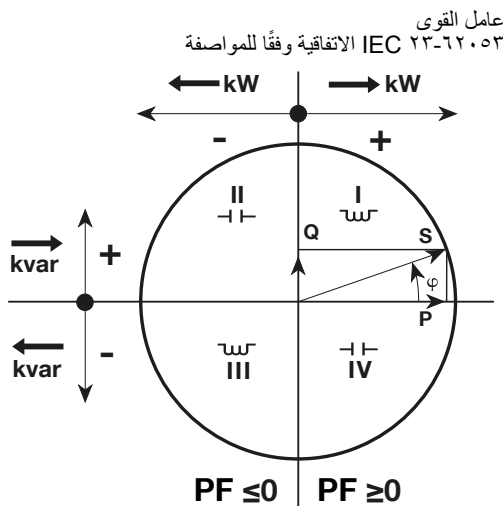 عامل القوى
الاتفاقية وفقًا للمواصفة IEC ٦٢٠٥٣-٢٣
kW kW
- +
II I
Q S
kvar +
φ
P
- kvar
III IV
PF ≤0 PF ≥0